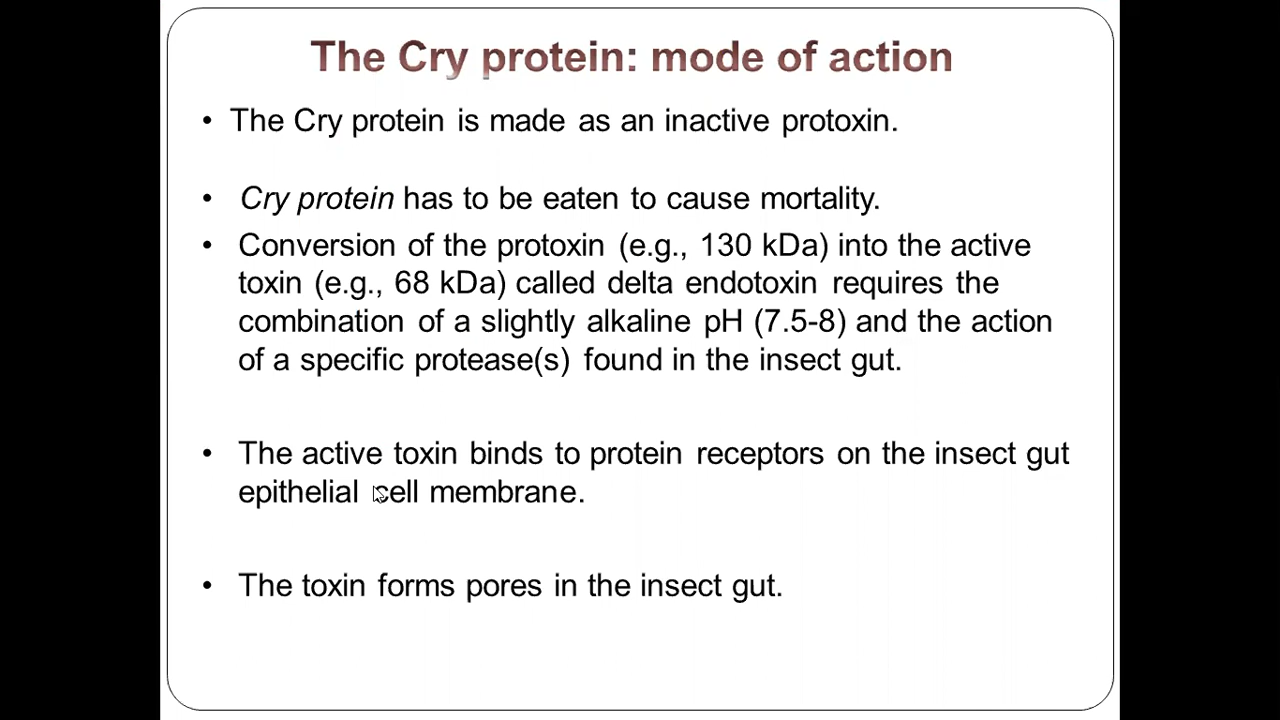 The Cry protein: mode of action
• The Cry protein is made as an inactive protoxin.
• Cry protein has to be eaten to cause mortality.
• Conversion of the protoxin (e.g., 130 kDa) into the active
toxin (e.g., 68 kDa) called delta endotoxin requires the
combination of a slightly alkaline pH (7.5-8) and the action
of a specific protease(s) found in the insect gut.
• The active toxin binds to protein receptors on the insect gut
epithelial cell membrane.
• The toxin forms pores in the insect gut.